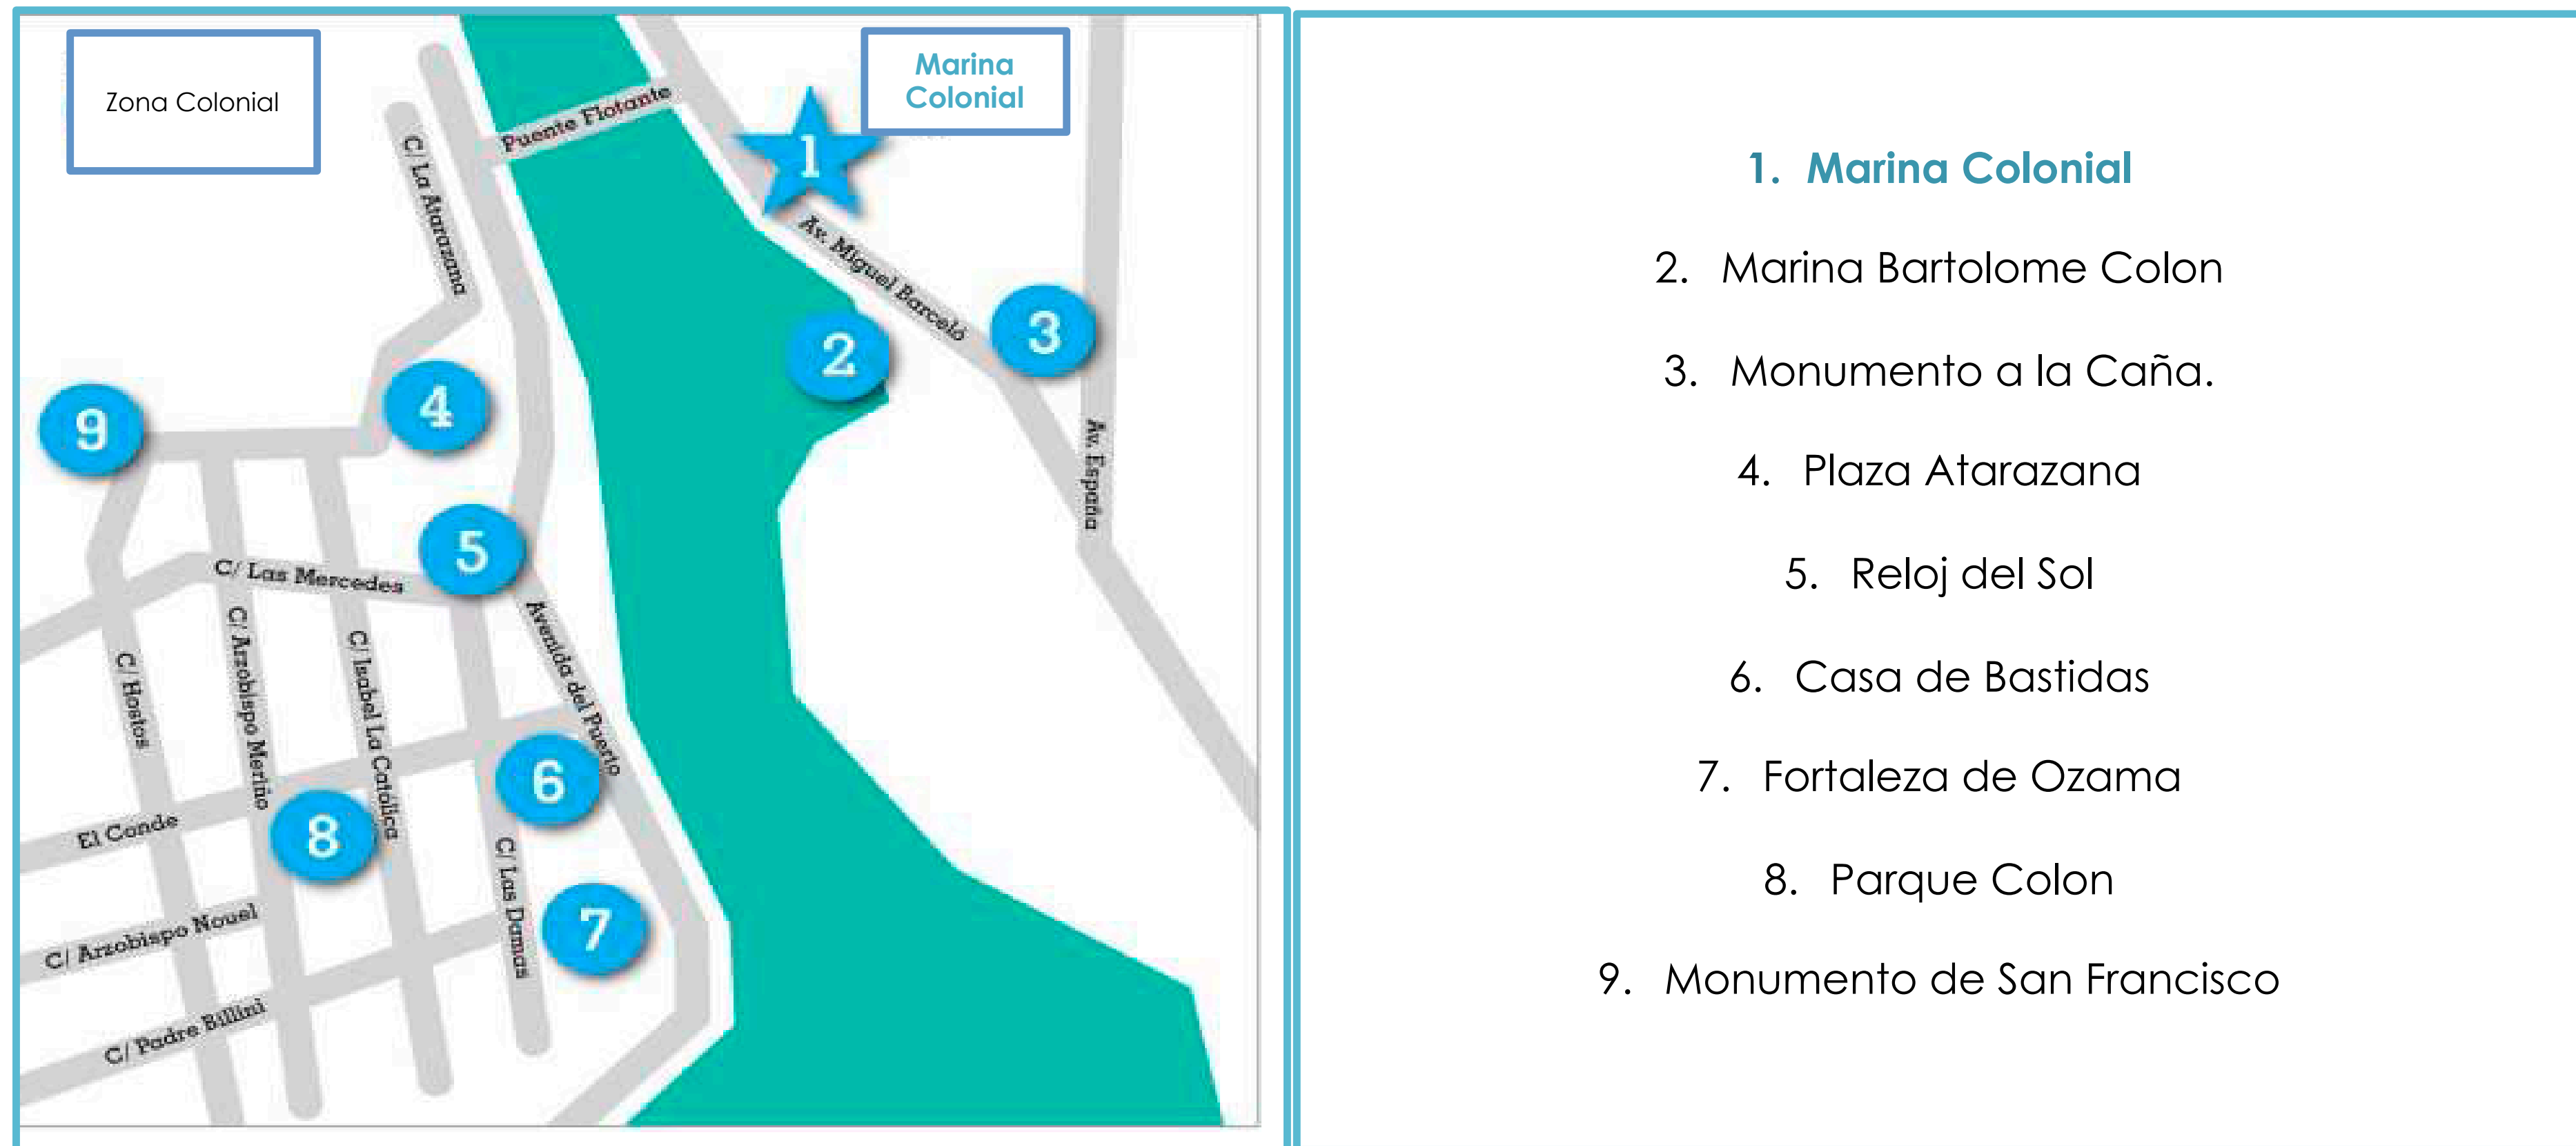 Zona Colonial
Marina
Colonial
Puente Flotante
1
C/ La Atarazana
Av. Miguel Barceló
2
3
4
9
Av. España
5
C/ Las Mercedes
C/ Hostos
C/ Arzobispo Meriño
C/ Isabel La Católica
Avenida del Puerto
6
El Conde
8
C/ Las Damas
7
C/ Arzobispo Nouel
C/ Padre Billini
1. Marina Colonial
2. Marina Bartolome Colon
3. Monumento a la Caña.
4. Plaza Atarazana
5. Reloj del Sol
6. Casa de Bastidas
7. Fortaleza de Ozama
8. Parque Colon
9. Monumento de San Francisco